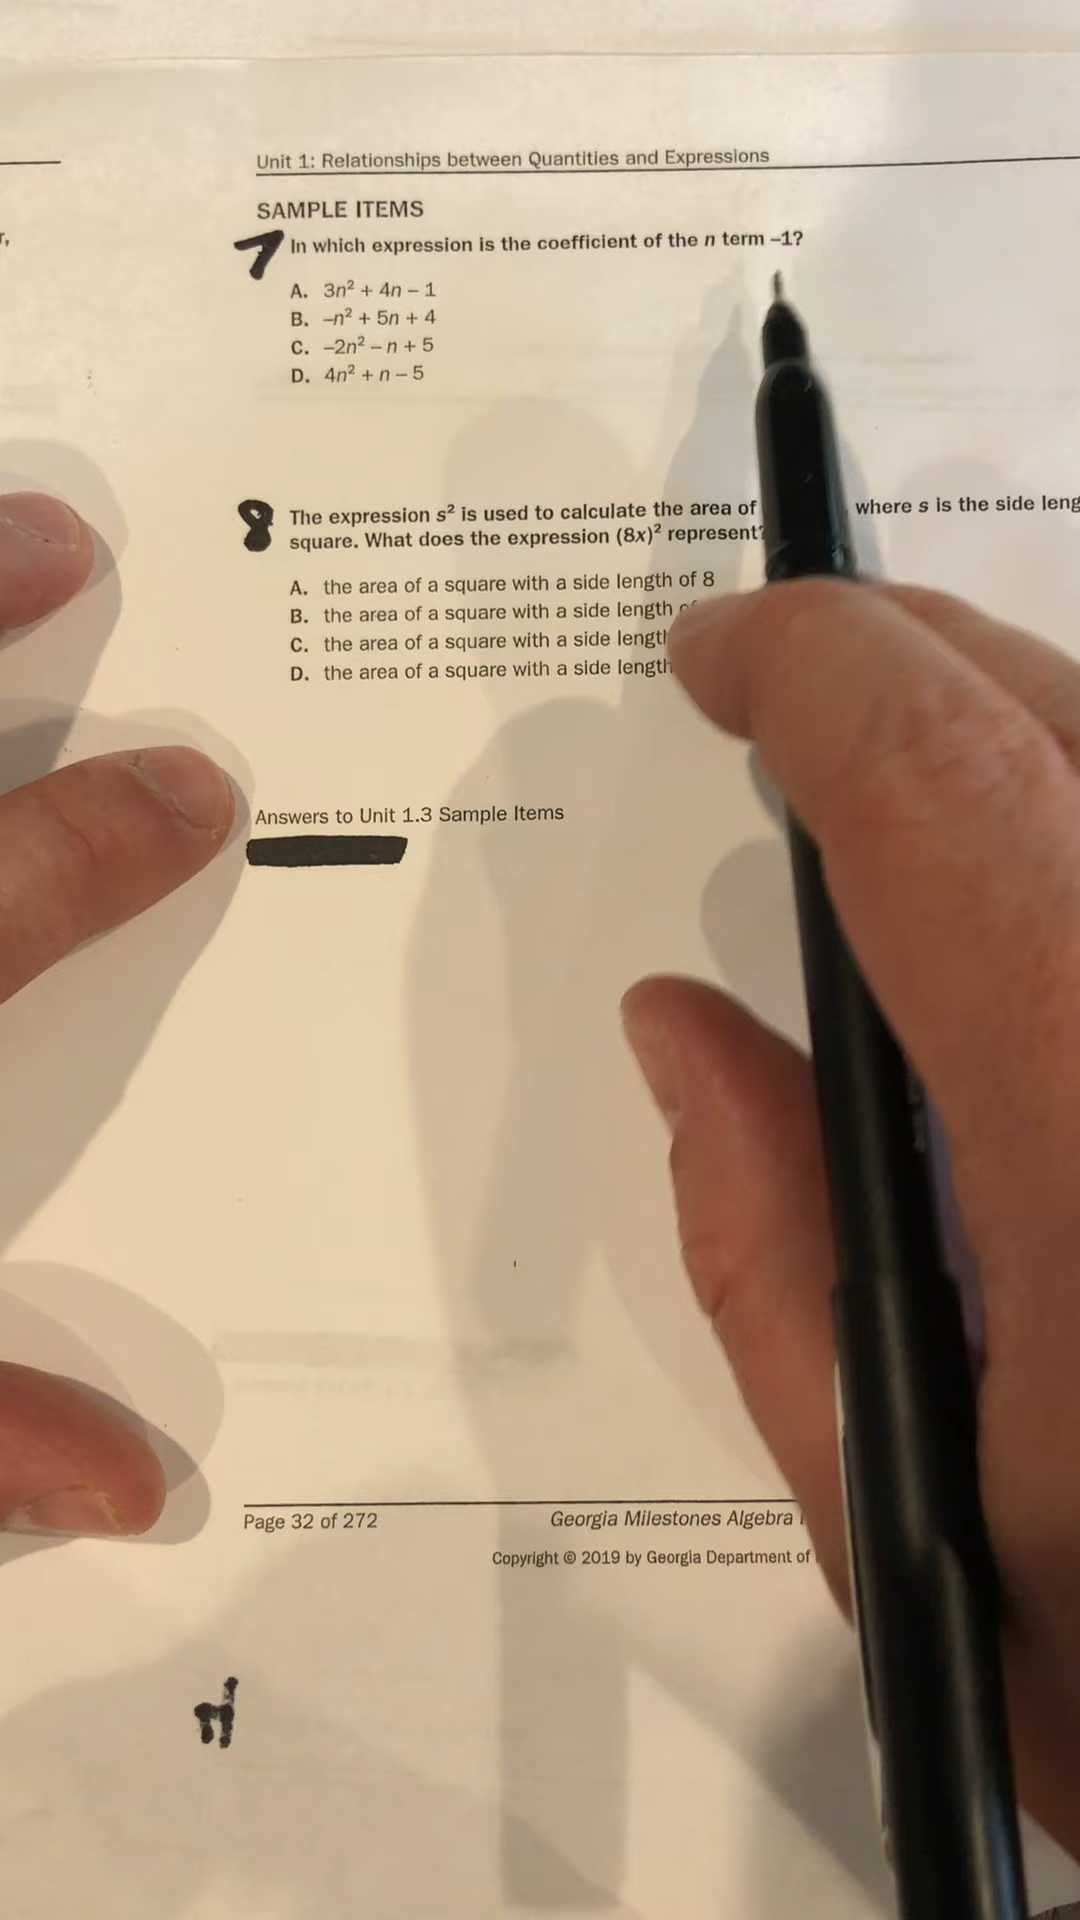 r,
Unit 1: Relationships between Quantities and Expressions
SAMPLE ITEMS
7 In which expression is the coefficient of the n term –1?
A. 3n² + 4n – 1
B. –n² + 5n + 4
C. –2n² – n + 5
D. 4n² + n – 5
8 The expression s² is used to calculate the area of where s is the side
square. What does the expression (8x)² represent?
A. the area of a square with a side length of 8
B. the area of a square with a side length of
C. the area of a square with a side length
D. the area of a square with a side length
Answers to Unit 1.3 Sample Items
Page 32 of 272
Georgia Milestones Algebra
Copyright © 2019 by Georgia Department of